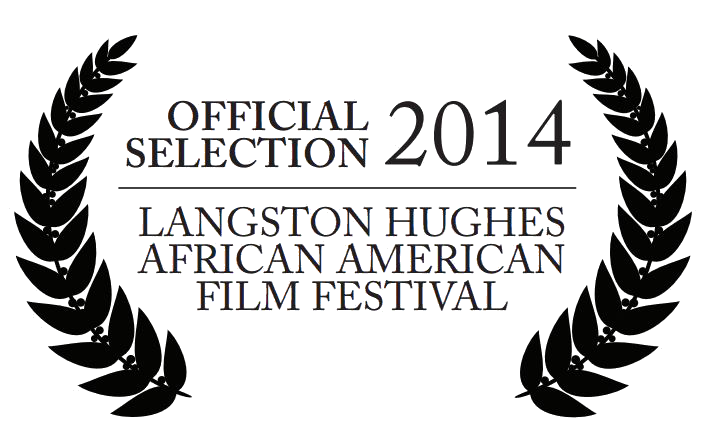 OFFICIAL
SELECTION 2014
LANGSTON HUGHES
AFRICAN AMERICAN
FILM FESTIVAL